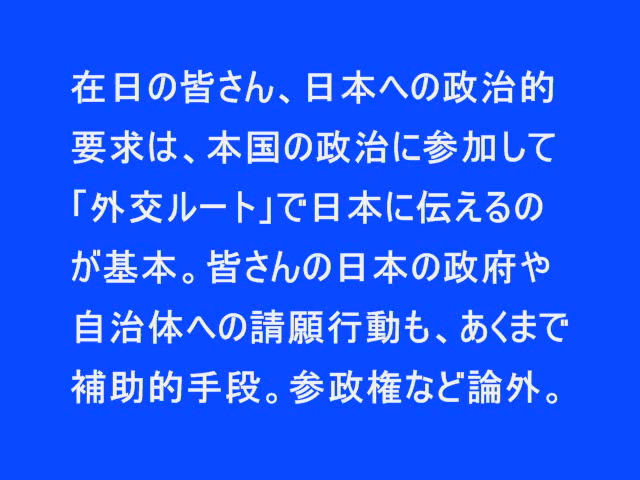 在日の皆さん、日本への政治的
要求は、本国の政治に参加して
「外交ルート」で日本に伝えるの
が基本。皆さんの日本の政府や
自治体への請願行動も、あくまで
補助的手段。参政権など論外。